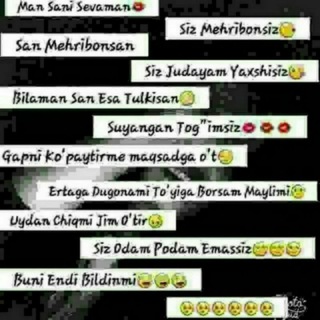 Man Sani Sevaman💋
Siz Mehribonsiz
San Mehribonsan
Siz Judayam Yaxshisiz
Bilaman San Esa Tulkisan
Suyangan Tog"imsiz💋💋💋
Gapni Ko'paytirme maqsadga o't
Ertaga Dugonami To'yiga Borsam Maylimi
Uydan Chiqmi Jim O'tir
Siz Odam Podam Emassiz
Buni Endi Bildinmi